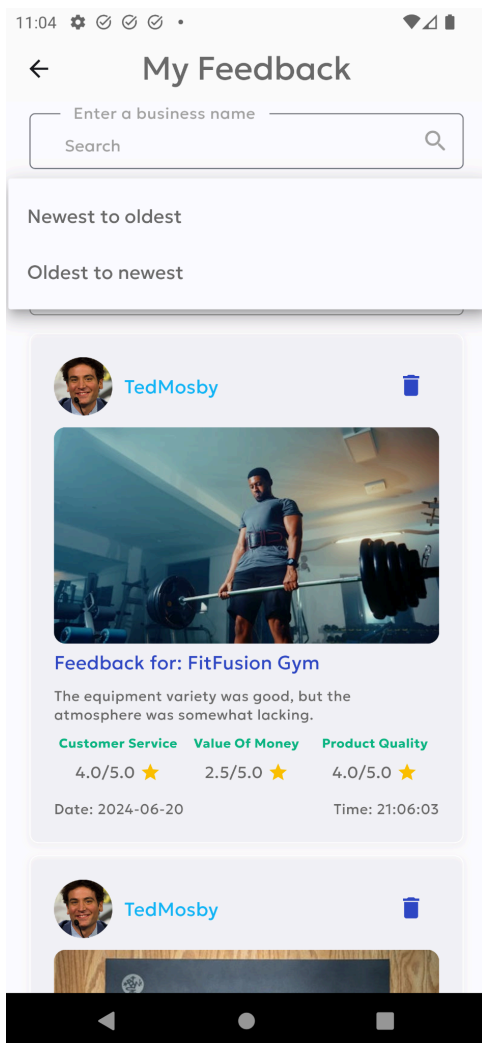 11:04
My Feedback
Enter a business name
Search
Newest to oldest
Oldest to newest
TedMosby
Feedback for: FitFusion Gym
The equipment variety was good, but the
atmosphere was somewhat lacking.
Customer Service Value Of Money Product Quality
4.0/5.0 2.5/5.0 4.0/5.0
Date: 2024-06-20 Time: 21:06:03
TedMosby